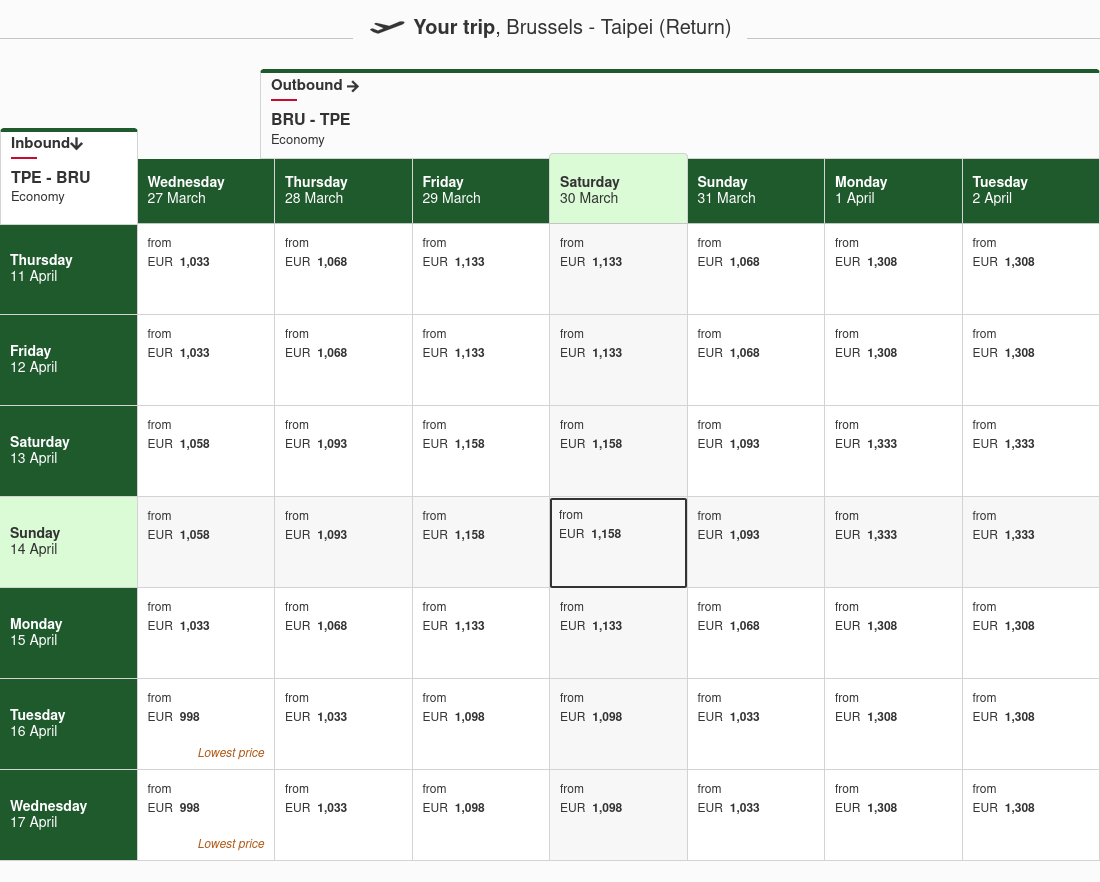 Your trip, Brussels - Taipei (Return)
Outbound
BRU - TPE
Economy
Inbound
TPE - BRU
Economy
Wednesday Thursday Friday Saturday Sunday Monday Tuesday
27 March 28 March 29 March 30 March 31 March 1 April 2 April
Thursday
11 April
from from from from from from from
EUR 1,033 EUR 1,068 EUR 1,133 EUR 1,133 EUR 1,068 EUR 1,308 EUR 1,308
Friday
12 April
from from from from from from from
EUR 1,033 EUR 1,068 EUR 1,133 EUR 1,133 EUR 1,068 EUR 1,308 EUR 1,308
Saturday
13 April
from from from from from from from
EUR 1,058 EUR 1,093 EUR 1,158 EUR 1,158 EUR 1,093 EUR 1,333 EUR 1,333
Sunday
14 April
from from from from from from from
EUR 1,058 EUR 1,093 EUR 1,158 EUR 1,158 EUR 1,093 EUR 1,333 EUR 1,333
Monday
15 April
from from from from from from from
EUR 1,033 EUR 1,068 EUR 1,133 EUR 1,133 EUR 1,068 EUR 1,308 EUR 1,308
Tuesday
16 April
from from from from from from from
EUR 998 EUR 1,033 EUR 1,098 EUR 1,098 EUR 1,033 EUR 1,308 EUR 1,308
Lowest price
Wednesday
17 April
from from from from from from from
EUR 998 EUR 1,033 EUR 1,098 EUR 1,098 EUR 1,033 EUR 1,308 EUR 1,308
Lowest price